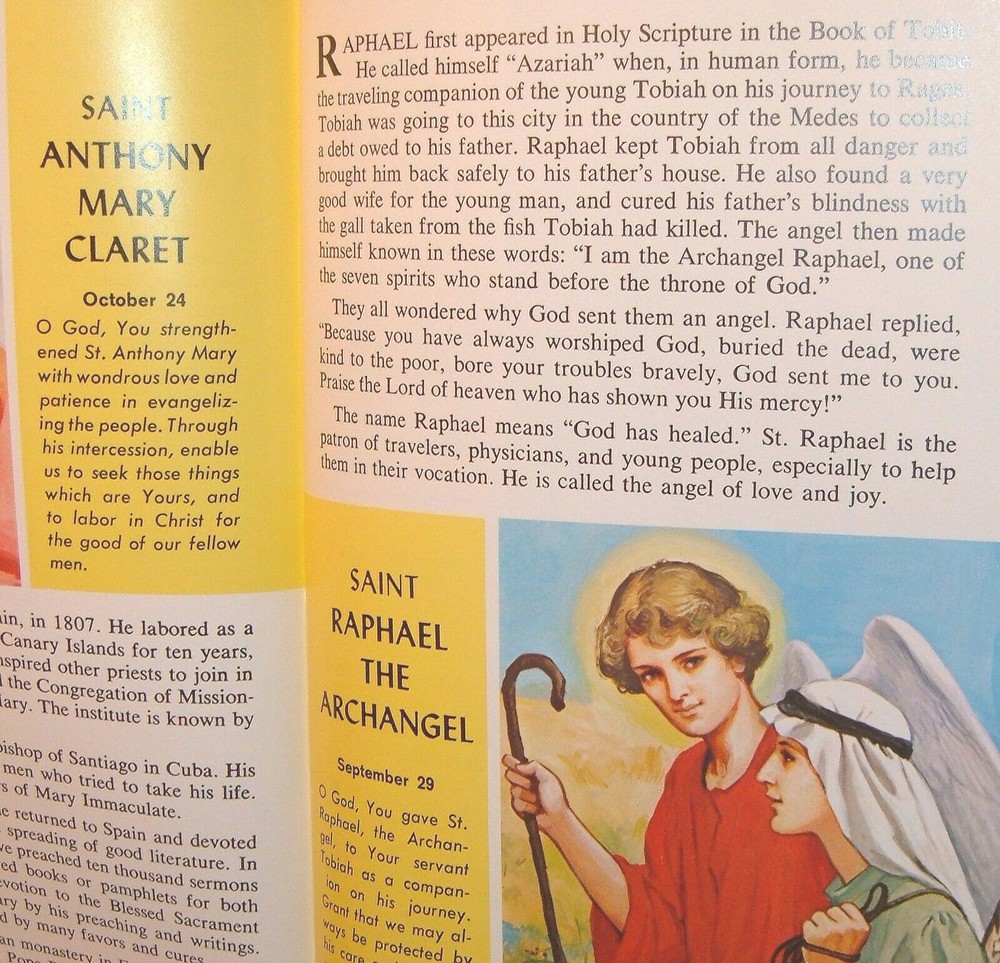 SAINT
ANTHONY
MARY
CLARET
October 24
O God, You strength-
ened St. Anthony Mary
with wondrous love and
patience in evangeliz-
ing the people. Through
his intercession, enable
us to seek those things
which are Yours, and
to labor in Christ for
the good of our fellow
men.
in, in 1807. He labored as a
Canary Islands for ten years,
nspired other priests to join in
the Congregation of Mission-
ary. The institute is known by
bishop of Santiago in Cuba. His
men who tried to take his life.
s of Mary Immaculate.
e returned to Spain and devoted
spreading of good literature. In
ve preached ten thousand sermons
ed books or pamphlets for both
evotion to the Blessed Sacrament
ary by his preaching and writings.
d by many favors and cures.
an monastery in
Pope
RAPHAEL first appeared in Holy Scripture in the Book of Tobit.
He called himself “Azariah” when, in human form, he became
the traveling companion of the young Tobiah on his journey to Rages.
Tobiah was going to this city in the country of the Medes to collect
a debt owed to his father. Raphael kept Tobiah from all danger and
brought him back safely to his father’s house. He also found a very
good wife for the young man, and cured his father’s blindness with
the gall taken from the fish Tobiah had killed. The angel then made
himself known in these words: “I am the Archangel Raphael, one of
the seven spirits who stand before the throne of God.”
They all wondered why God sent them an angel. Raphael replied,
“Because you have always worshiped God, buried the dead, were
kind to the poor, bore your troubles bravely, God sent me to you.
Praise the Lord of heaven who has shown you His mercy!”
The name Raphael means “God has healed.” St. Raphael is the
patron of travelers, physicians, and young people, especially to help
them in their vocation. He is called the angel of love and joy.
SAINT
RAPHAEL
THE
ARCHANGEL
September 29
O God, You gave St.
Raphael, the Archan-
gel, to Your servant
Tobiah as a compan-
ion on his journey.
Grant that we may al-
ways be protected by
his care